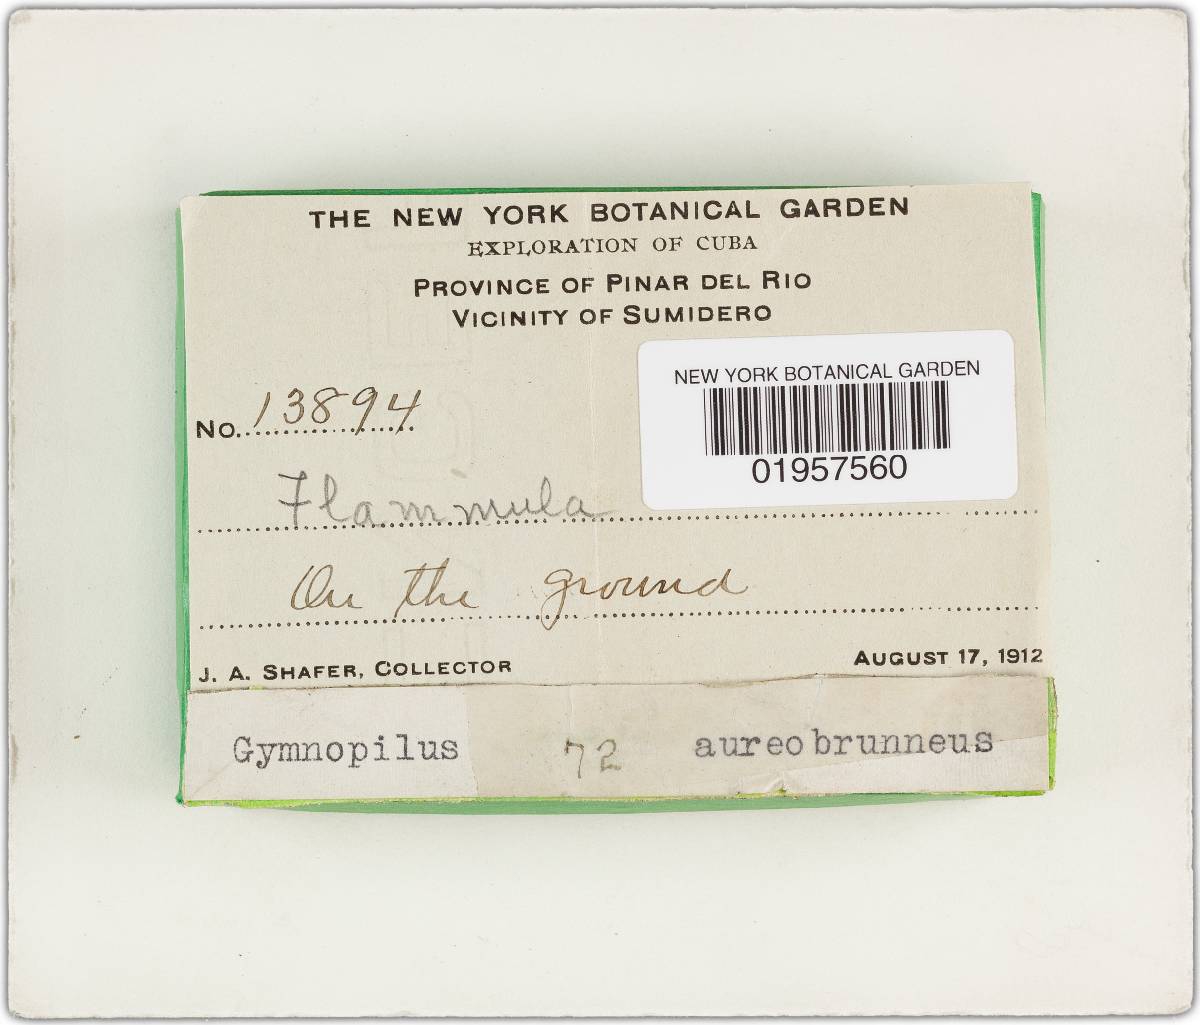 THE NEW YORK BOTANICAL GARDEN
EXPLORATION OF CUBA
PROVINCE OF PINAR DEL RIO
VICINITY OF SUMIDERO
NEW YORK BOTANICAL GARDEN
01957560
No. 13894
Flammula
On the ground
J. A. SHAFER, COLLECTOR AUGUST 17, 1912
Gymnopilus 72 aureobrunneus